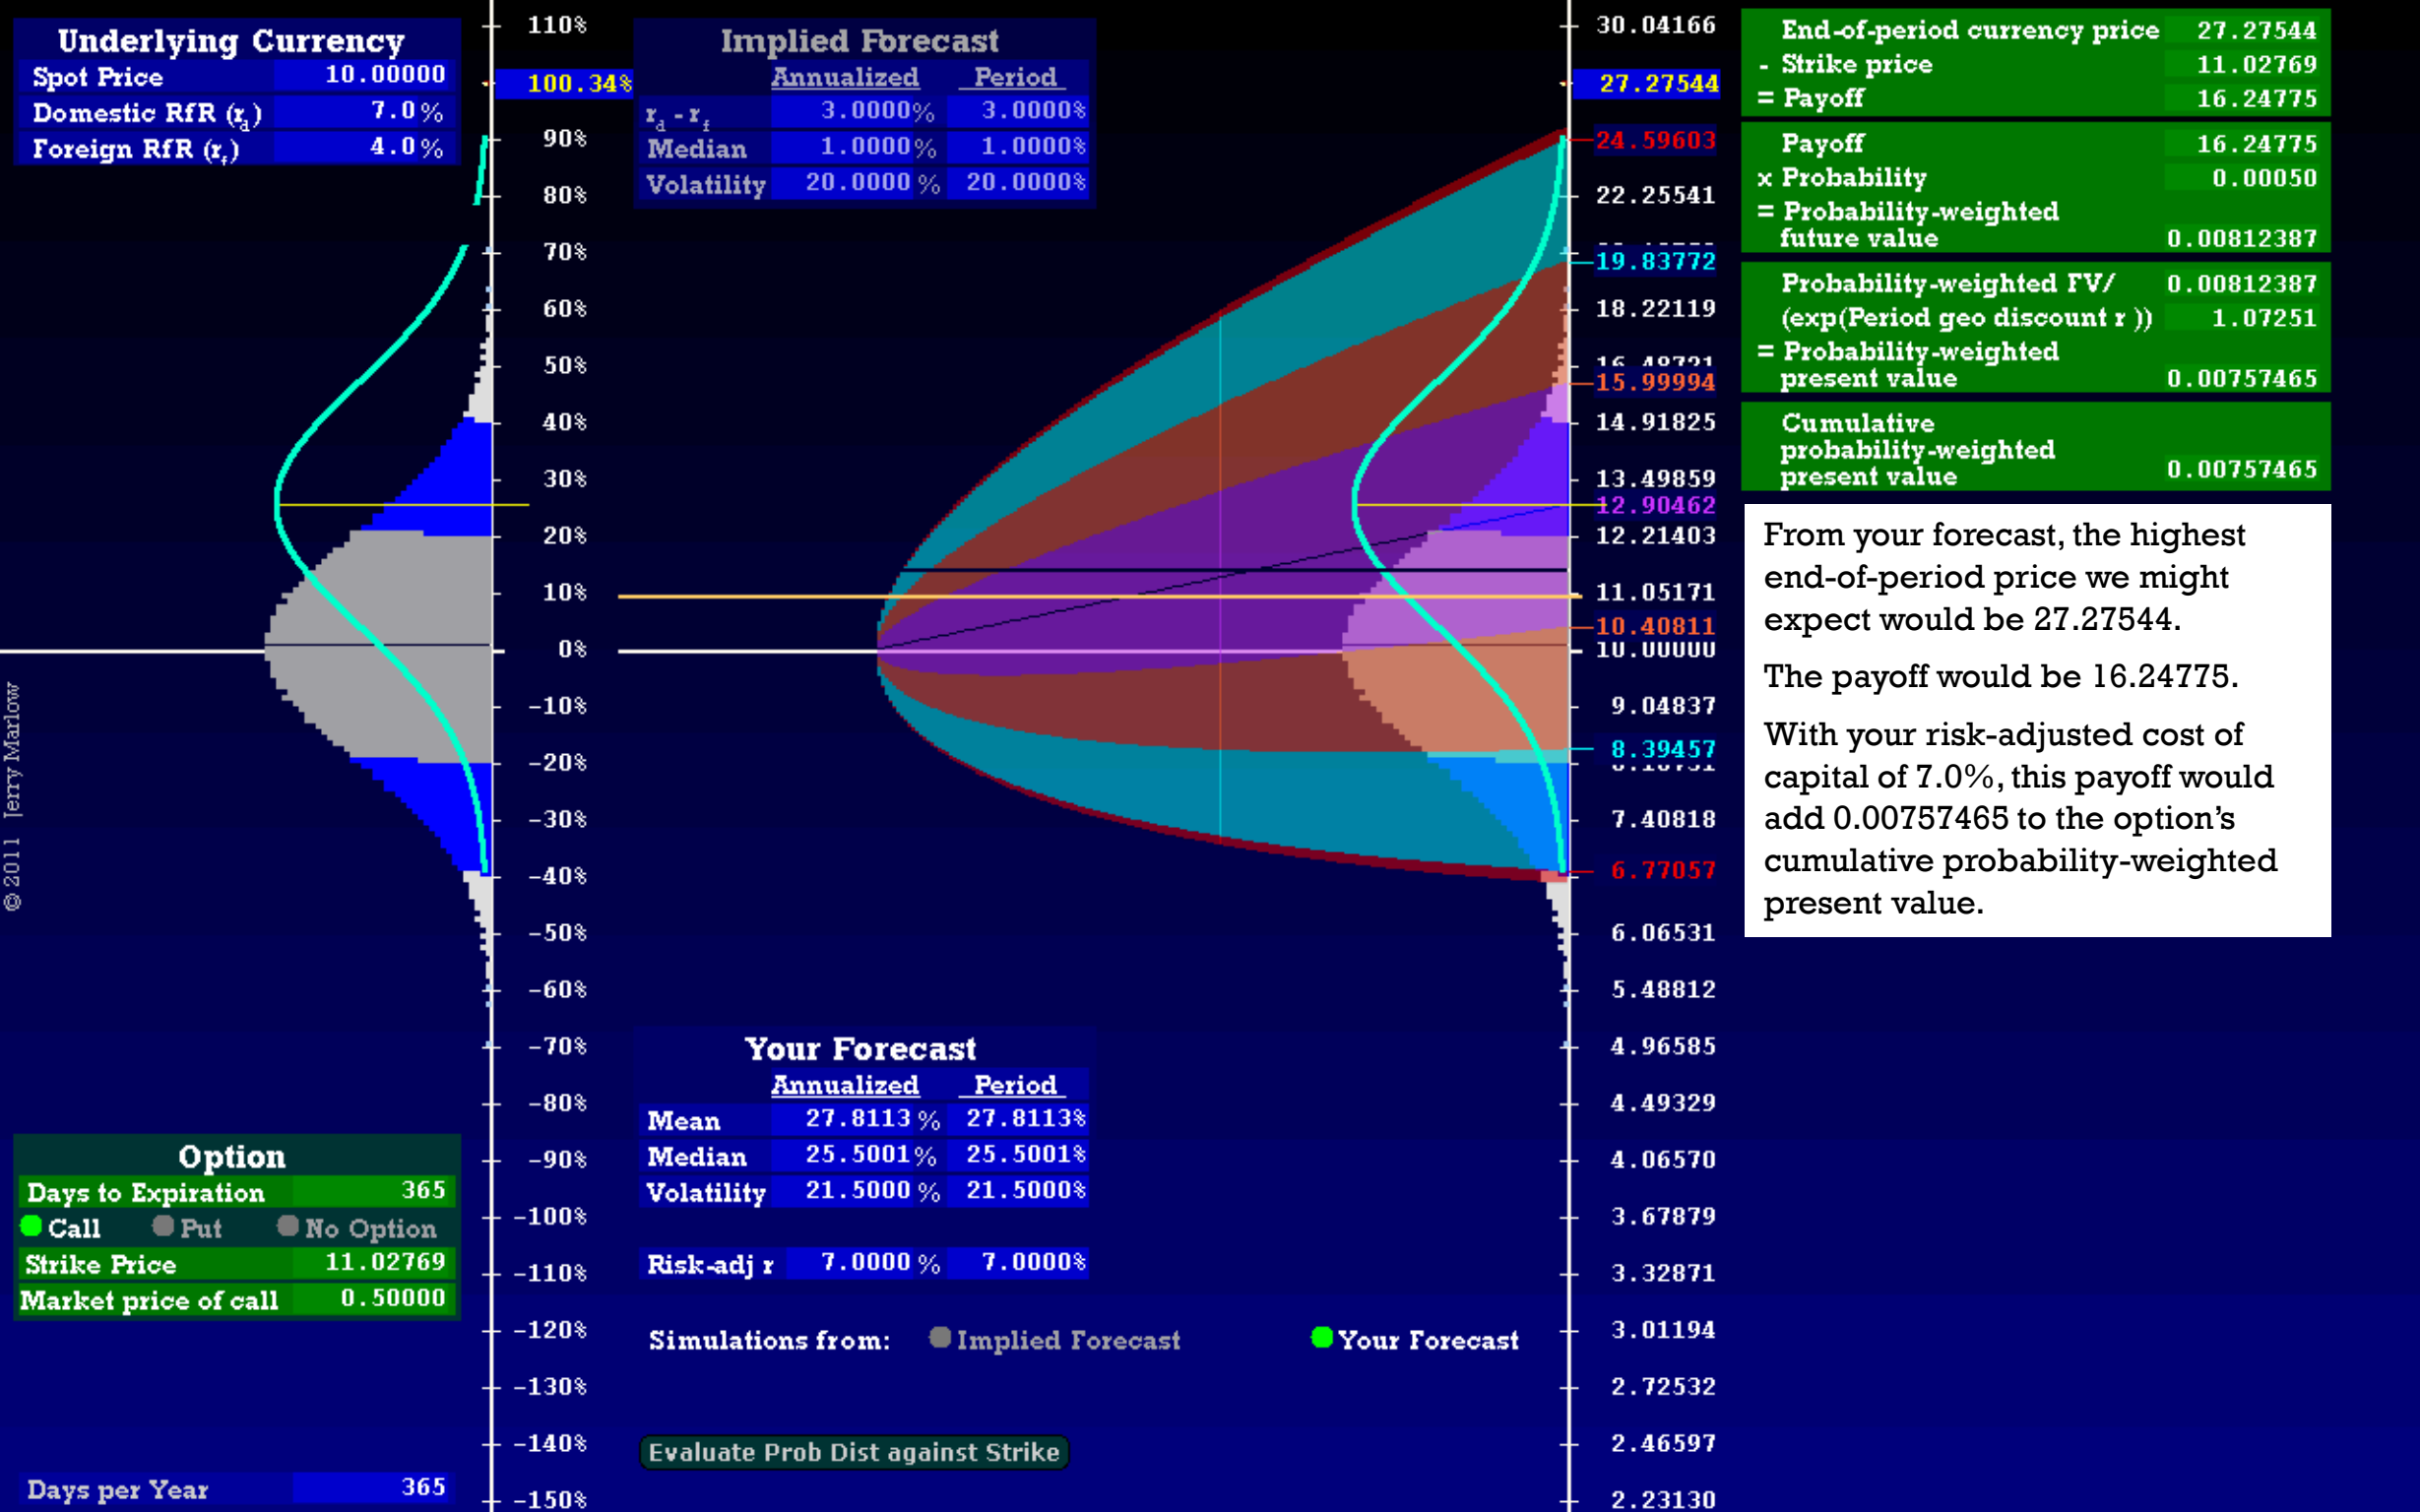 Underlying Currency
Spot Price 10.00000
Domestic RfR (rd) 7.0%
Foreign RfR (rf) 4.0%
110%
100.34%
90%
80%
70%
60%
50%
40%
30%
20%
10%
0%
-10%
-20%
-30%
-40%
-50%
-60%
-70%
-80%
-90%
-100%
-110%
-120%
-130%
-140%
-150%
© 2011 Jerry Marlow
Option
Days to Expiration 365
Call Put No Option
Strike Price 11.02769
Market price of call 0.50000
Days per Year 365
Implied Forecast
Annualized Period
rd - rf 3.0000% 3.0000%
Median 1.0000% 1.0000%
Volatility 20.0000% 20.0000%
Your Forecast
Annualized Period
Mean 27.8113% 27.8113%
Median 25.5001% 25.5001%
Volatility 21.5000% 21.5000%
Risk-adj r 7.0000% 7.0000%
Simulations from: Implied Forecast Your Forecast
Evaluate Prob Dist against Strike
30.04166
27.27544
24.59603
22.25541
19.83772
18.22119
15.99994
14.91825
13.49859
12.90462
12.21403
11.05171
10.40811
10.00000
9.04837
8.39457
7.40818
6.77057
6.06531
5.48812
4.96585
4.49329
4.06570
3.67879
3.32871
3.01194
2.72532
2.46597
2.23130
End-of-period currency price 27.27544
- Strike price 11.02769
= Payoff 16.24775
Payoff 16.24775
x Probability 0.00050
= Probability-weighted
future value 0.00812387
Probability-weighted FV/ 0.00812387
(exp(Period geo discount r )) 1.07251
= Probability-weighted
present value 0.00757465
Cumulative
probability-weighted
present value 0.00757465
From your forecast, the highest
end-of-period price we might
expect would be 27.27544.
The payoff would be 16.24775.
With your risk-adjusted cost of
capital of 7.0%, this payoff would
add 0.00757465 to the option’s
cumulative probability-weighted
present value.